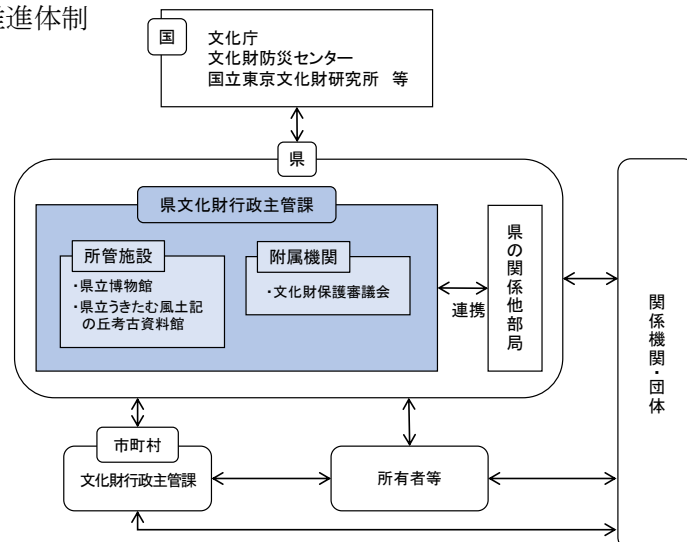 進体制
国
文化庁
文化財防災センター
国立東京文化財研究所 等
県
県文化財行政主管課
所管施設
・県立博物館
・県立うきたむ風土記
の丘考古資料館
附属機関
・文化財保護審議会
連携
県の関係他部局
関係機関・団体
市町村
文化財行政主管課
所有者等